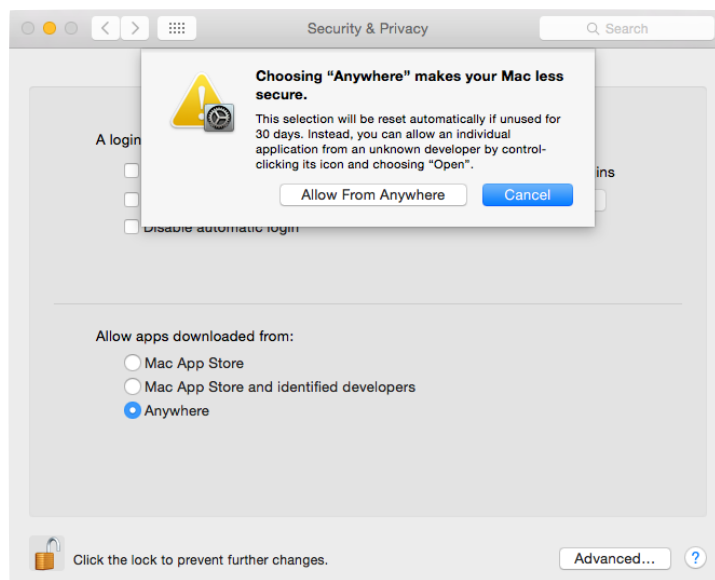 Security & Privacy
Search
Choosing “Anywhere” makes your Mac less
secure.
This selection will be reset automatically if unused for
30 days. Instead, you can allow an individual
application from an unknown developer by control-
clicking its icon and choosing “Open”.
Allow From Anywhere
Cancel
A login
ins
Disable automatic login
Allow apps downloaded from:
Mac App Store
Mac App Store and identified developers
Anywhere
Click the lock to prevent further changes.
Advanced...
?